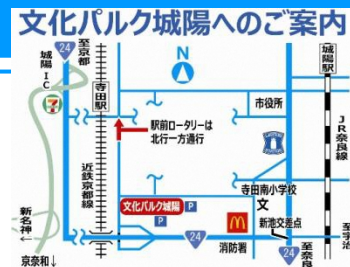 文化パルク城陽へのご案内
24
至京都
城陽IC
寺田駅
N
城陽駅
市役所
駅前ロータリーは
北行一方通行
近鉄京都線
JR奈良線
寺田南小学校
文
文化パルク城陽
P
P
新池交差点
新名神→
24
消防署
24
至奈良
至宇治
京奈和↓